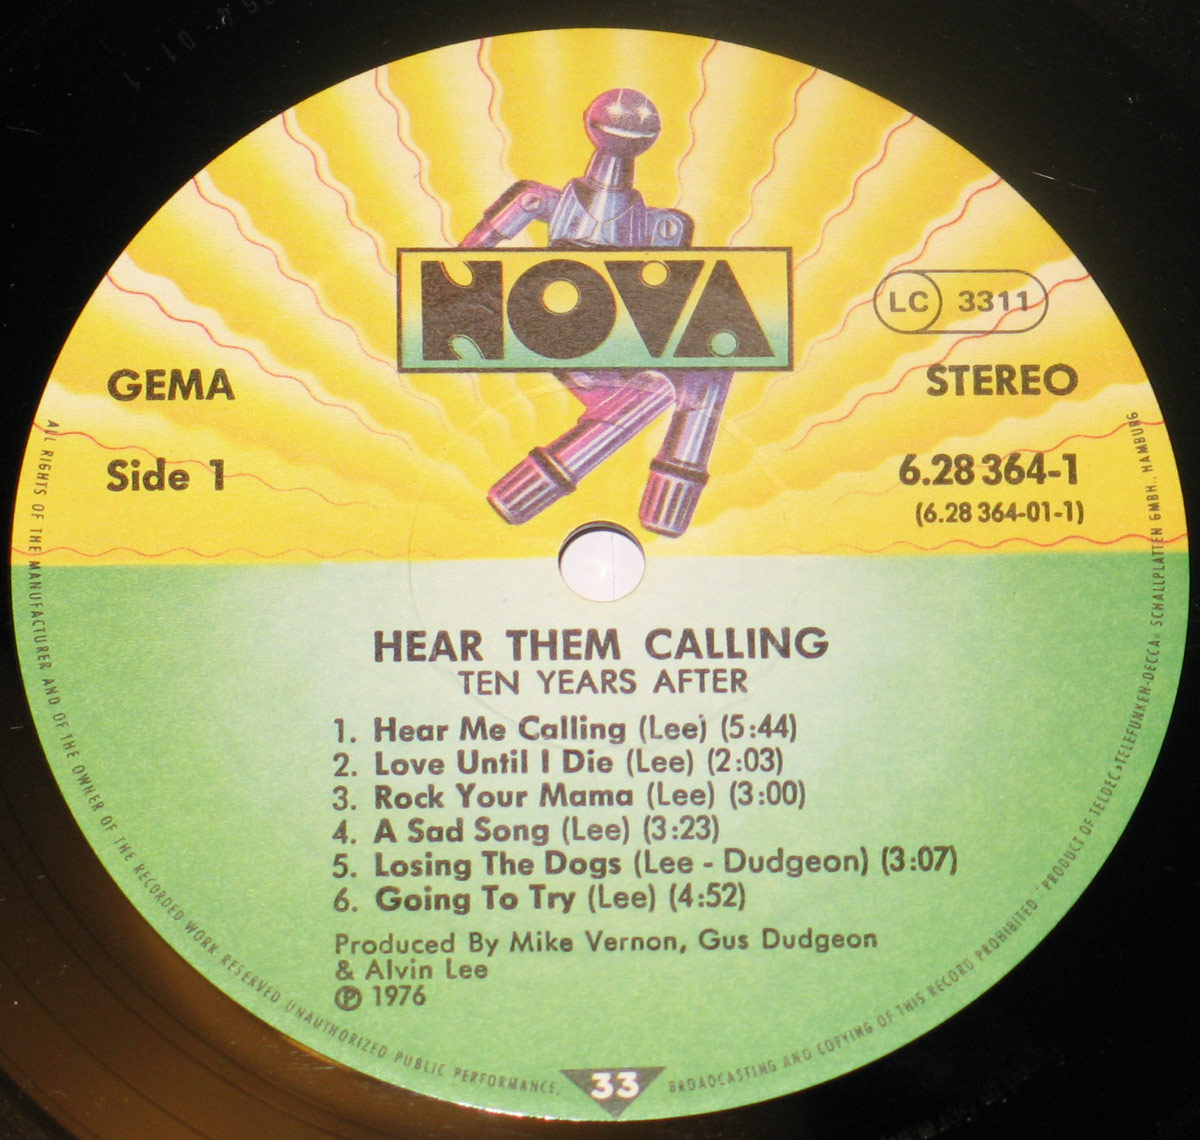 NOVA
LC 3311
GEMA
STEREO
Side 1
6.28 364-1
(6.28 364-01-1)
HEAR THEM CALLING
TEN YEARS AFTER
1. Hear Me Calling (Lee) (5:44)
2. Love Until I Die (Lee) (2:03)
3. Rock Your Mama (Lee) (3:00)
4. A Sad Song (Lee) (3:23)
5. Losing The Dogs (Lee - Dudgeon) (3:07)
6. Going To Try (Lee) (4:52)
Produced By Mike Vernon, Gus Dudgeon
& Alvin Lee
℗ 1976
33
ALL RIGHTS OF THE MANUFACTURER AND OF THE OWNER OF THE RECORDED WORK RESERVED UNAUTHORIZED PUBLIC PERFORMANCE, BROADCASTING AND COPYING OF THIS RECORD PROHIBITED · PRODUCT OF TELDEC »TELEFUNKEN-DECCA« SCHALLPLATTEN GMBH., HAMBURG